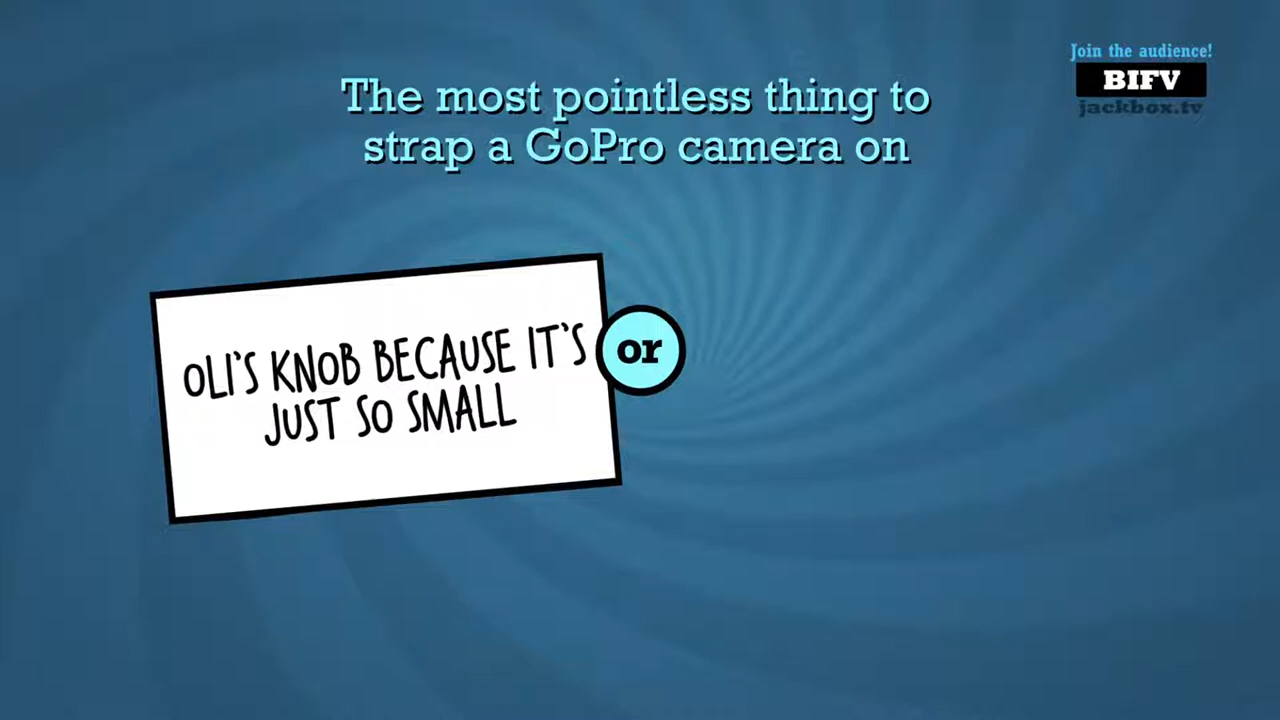 Join the audience!
BIFV
jackbox.tv
The most pointless thing to
strap a GoPro camera on
OLI'S KNOB BECAUSE IT'S
JUST SO SMALL
or